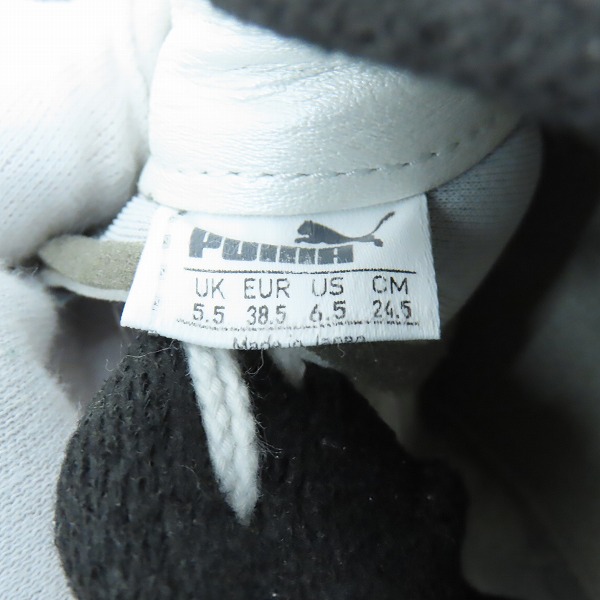 PUMA
UK EUR US CM
5.5 38.5 6.5 24.5
Made in Japan